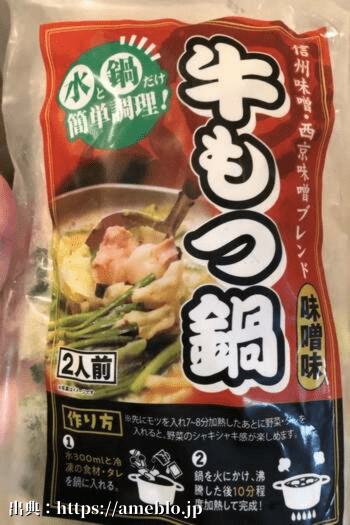 水と鍋だけ
簡単調理!
牛もつ鍋
信州味噌・西京味噌ブレンド
味噌味
2人前
作り方
※先にモツを入れ7~8分加熱したあとに野菜・タレを
入れると、野菜のシャキシャキ感が楽しめます。
1
水300mlと冷
凍の食材・タレ
を鍋に入れる。
2
鍋を火にかけ、沸
騰した後10分程
度加熱して完成!
出典:https://ameblo.jp